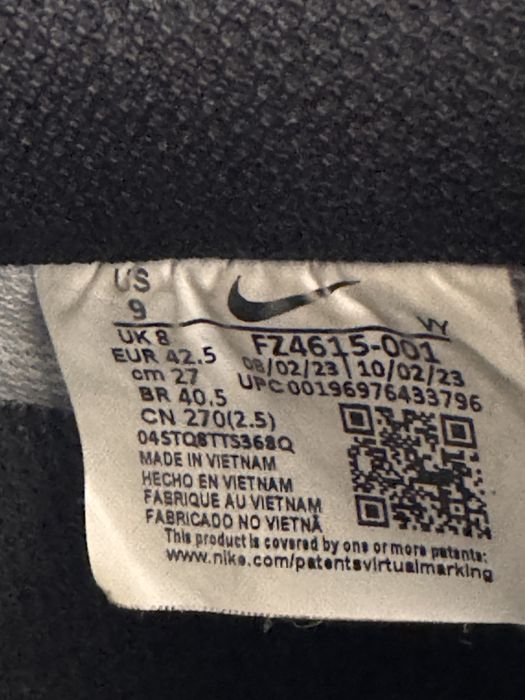 US
9
VY
UK 8
FZ4615-001
EUR 42.5
08/02/23 | 10/02/23
cm 27
UPC 00196976433796
BR 40.5
CN 270(2.5)
04STQ8TTS368Q
MADE IN VIETNAM
HECHO EN VIETNAM
FABRIQUE AU VIETNAM
FABRICADO NO VIETNÃ
This product is covered by one or more patents:
www.nike.com/patentsvirtualmarking